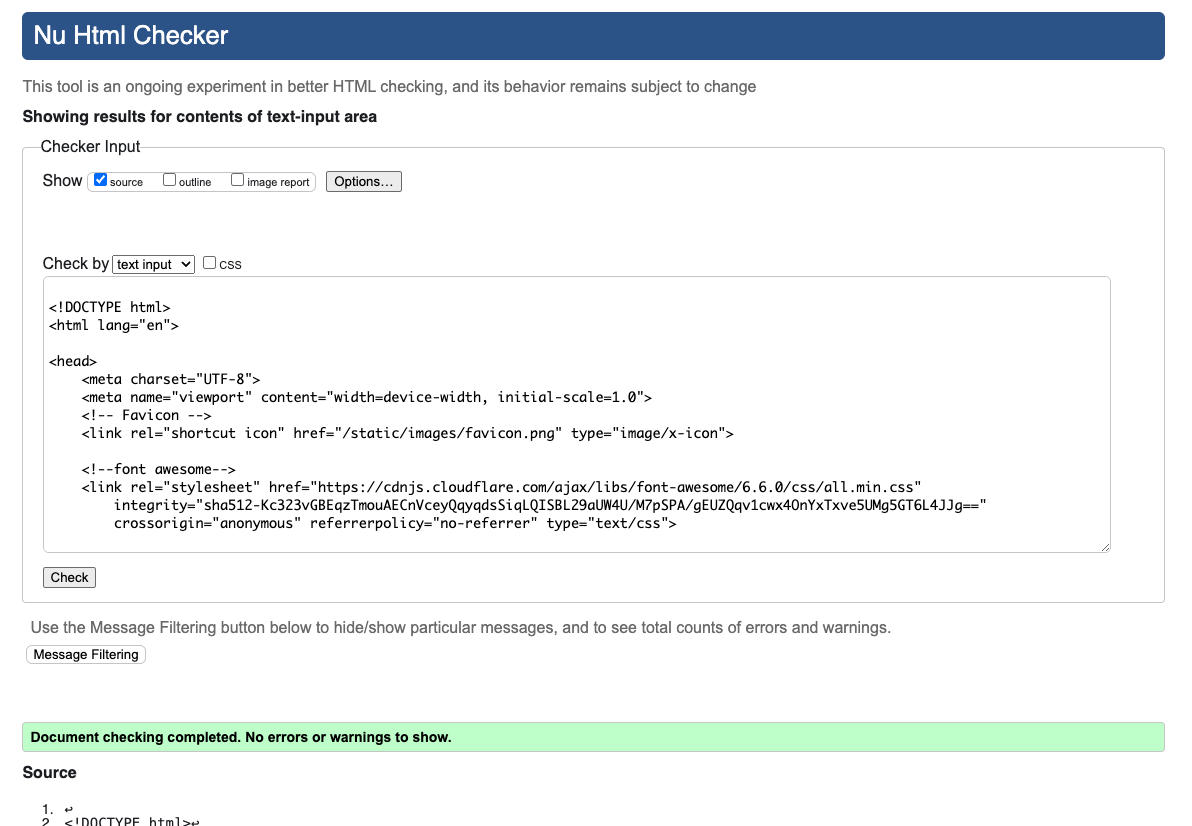 Nu Html Checker
This tool is an ongoing experiment in better HTML checking, and its behavior remains subject to change
Showing results for contents of text-input area
Checker Input
Show source outline image report Options...
Check by text input css
<!DOCTYPE html>
<html lang="en">
<head>
<meta charset="UTF-8">
<meta name="viewport" content="width=device-width, initial-scale=1.0">
<!-- Favicon -->
<link rel="shortcut icon" href="/static/images/favicon.png" type="image/x-icon">
<!--font awesome-->
<link rel="stylesheet" href="https://cdnjs.cloudflare.com/ajax/libs/font-awesome/6.6.0/css/all.min.css"
integrity="sha512-Kc323vGBEqzTmouAECnVceyQqyqdsSiqLQISBL29aUW4U/M7pSPA/gEUZQqv1cwx4OnYxTxve5UMg5GT6L4JJg=="
crossorigin="anonymous" referrerpolicy="no-referrer" type="text/css">
Check
Use the Message Filtering button below to hide/show particular messages, and to see total counts of errors and warnings.
Message Filtering
Document checking completed. No errors or warnings to show.
Source
1. ↩
2. <!DOCTYPE html>↩